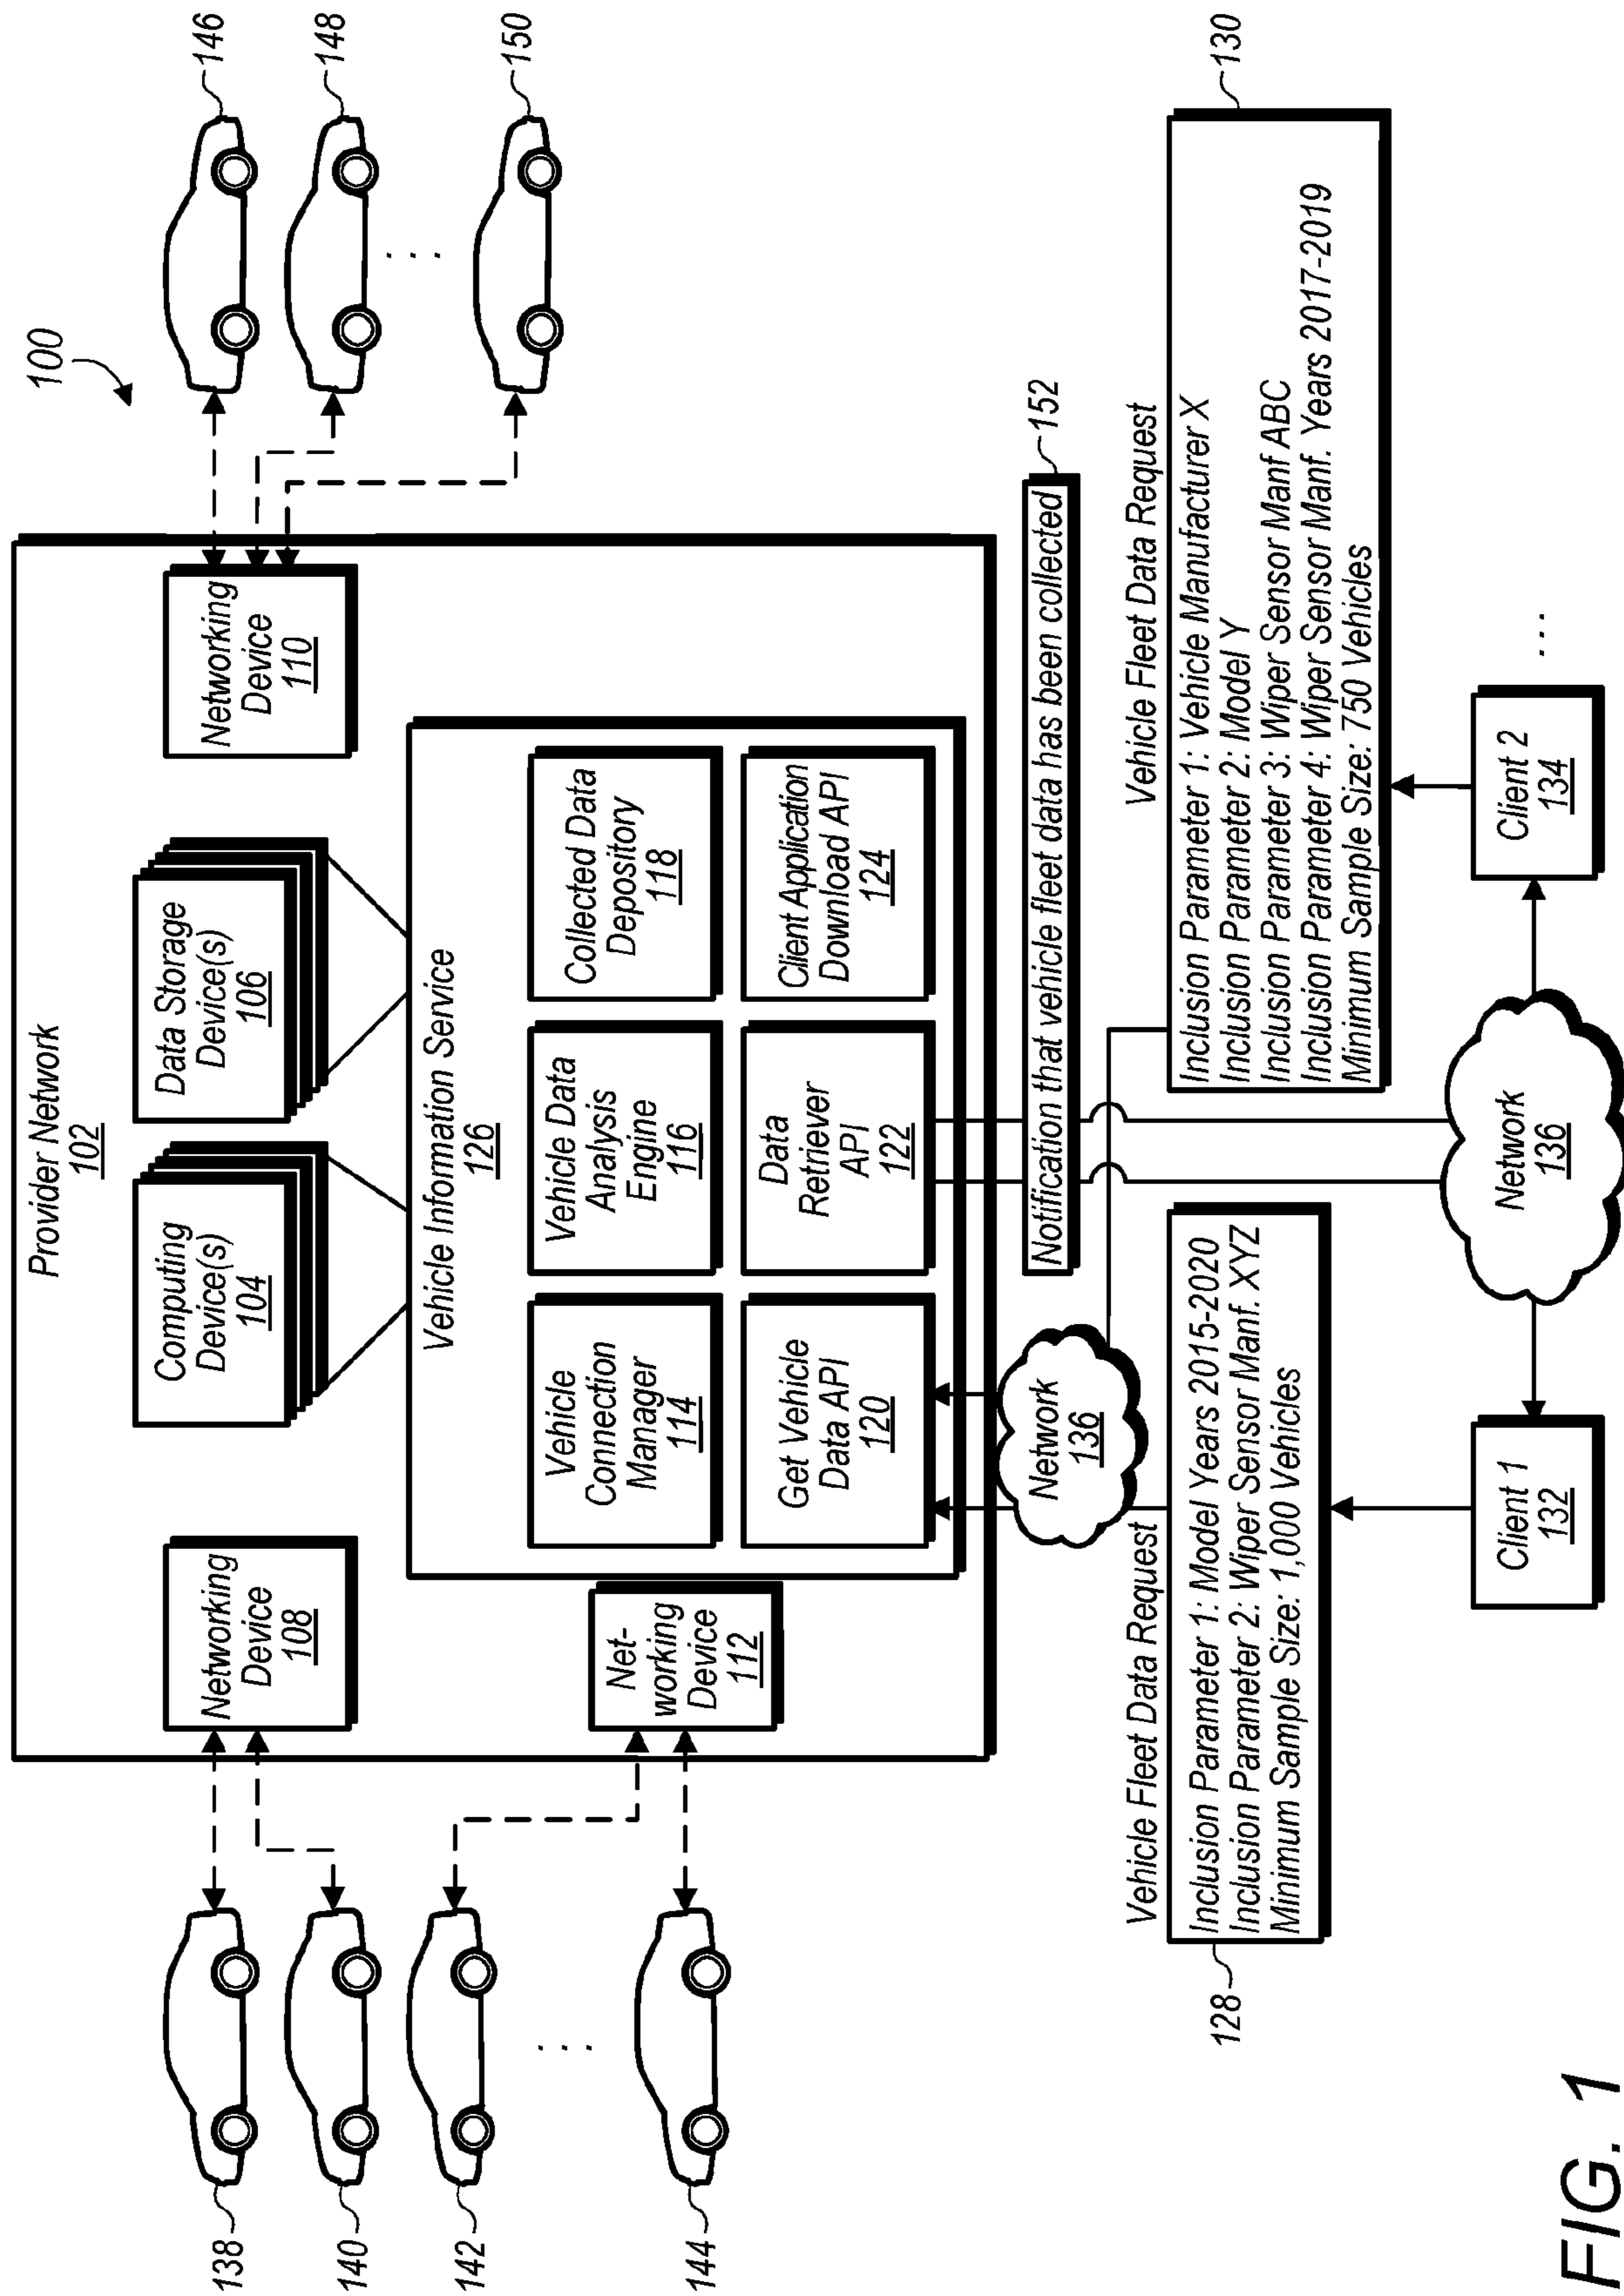 100
Provider Network
102
Computing
Device(s)
104
Data Storage
Device(s)
106
Networking
Device
108
Networking
Device
110
Net-
working
Device
112
Vehicle Information Service
126
Vehicle
Connection
Manager
114
Vehicle Data
Analysis
Engine
116
Collected Data
Depository
118
Get Vehicle
Data API
120
Data
Retriever
API
122
Client Application
Download API
124
138
140
142
. . .
144
146
148
. . .
150
Network
136
Notification that vehicle fleet data has been collected
152
Vehicle Fleet Data Request
Inclusion Parameter 1: Model Years 2015-2020
Inclusion Parameter 2: Wiper Sensor Manf. XYZ
Minimum Sample Size: 1,000 Vehicles
128
Vehicle Fleet Data Request
Inclusion Parameter 1: Vehicle Manufacturer X
Inclusion Parameter 2: Model Y
Inclusion Parameter 3: Wiper Sensor Manf ABC
Inclusion Parameter 4: Wiper Sensor Manf. Years 2017-2019
Minimum Sample Size: 750 Vehicles
130
Client 1
132
Network
136
Client 2
134
. . .
FIG. 1